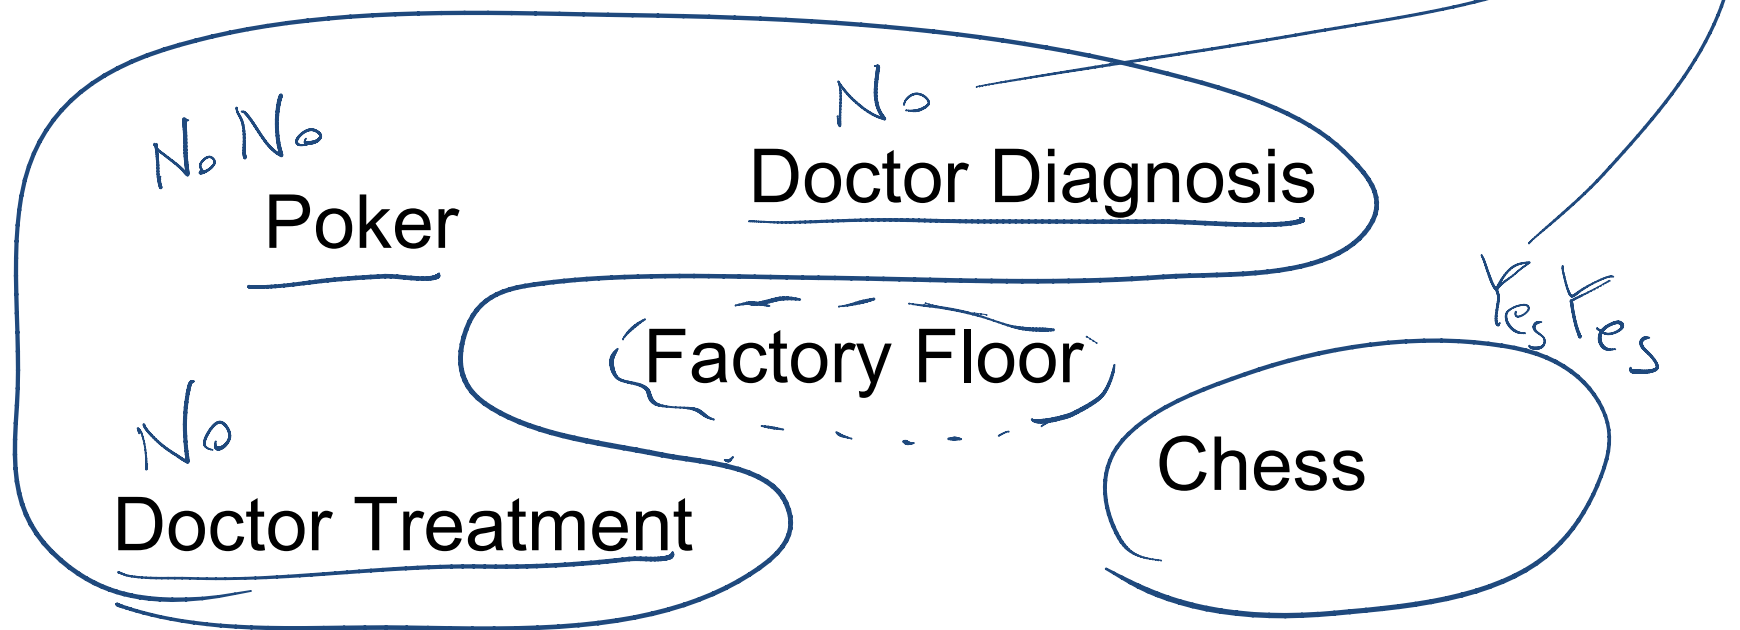 No
No No
Doctor Diagnosis
Poker
Yes Yes
Factory Floor
No
Chess
Doctor Treatment